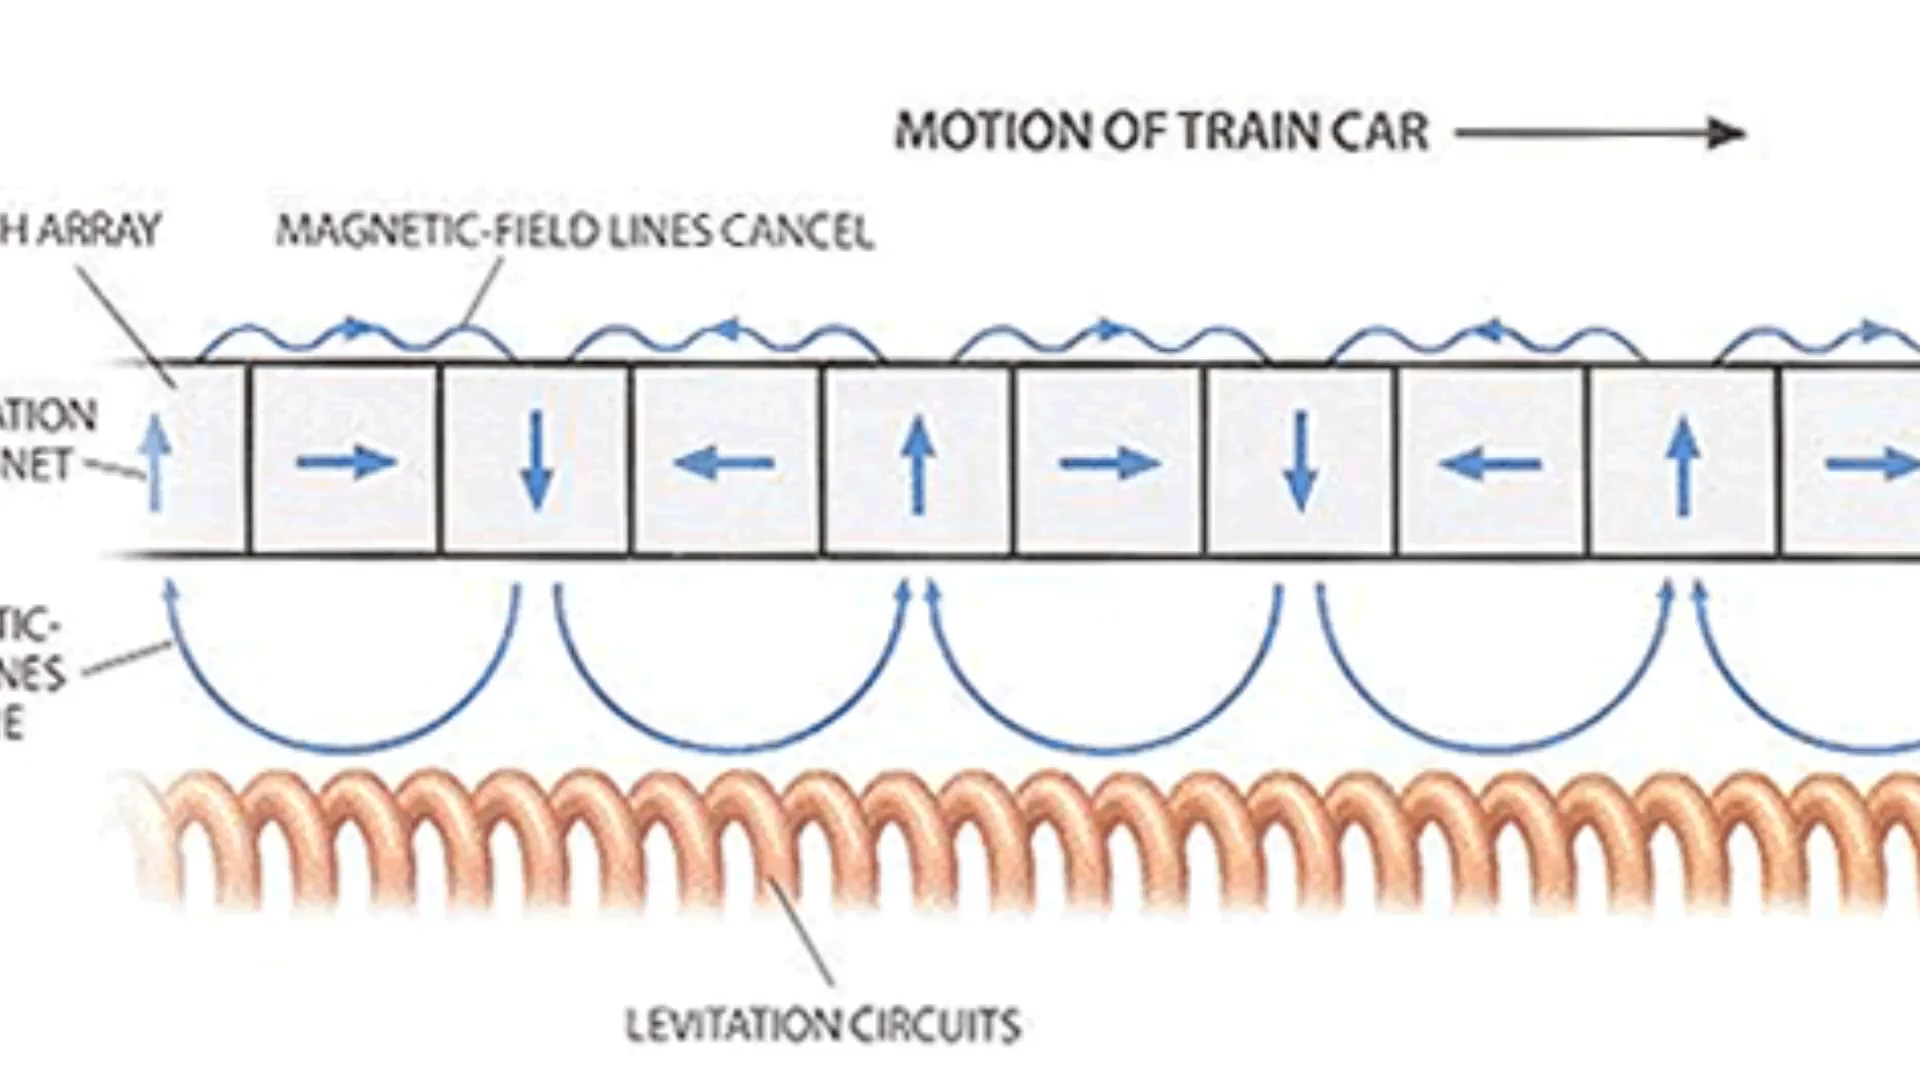 MOTION OF TRAIN CAR
H ARRAY
MAGNETIC-FIELD LINES CANCEL
ATION
NET
TIC-
NES
E
LEVITATION CIRCUITS